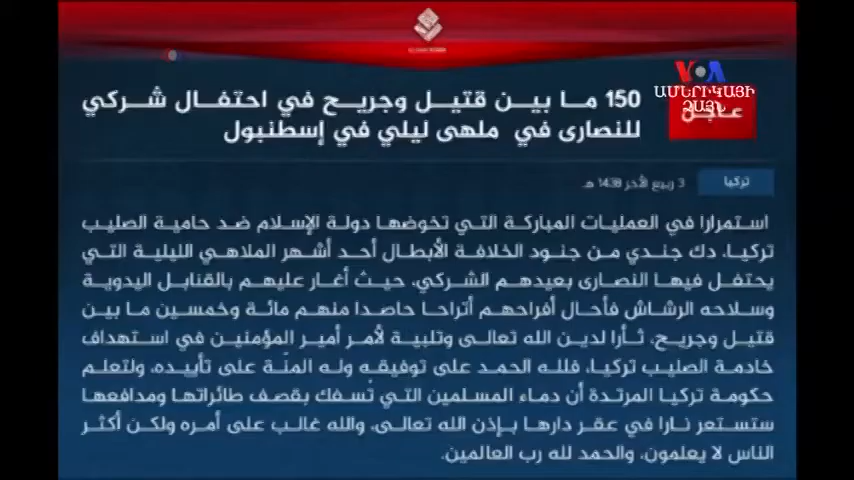 VOA
ԱՄԵՐԻԿԱՅԻ
ՁԱՅՆ
عاجل
150 ما بين قتيل وجريح في احتفال شركي
للنصارى في ملهى ليلي في إسطنبول
تركيا
3 ربيع الآخر 1438 هـ
استمرارا في العمليات المباركة التي تخوضها دولة الإسلام ضد حامية الصليب
تركيا، دك جندي من جنود الخلافة الأبطال أحد أشهر الملاهي الليلية التي
يحتفل فيها النصارى بعيدهم الشركي، حيث أغار عليهم بالقنابل اليدوية
وسلاحه الرشاش فأحال أفراحهم أتراحا حاصدا منهم مائة وخمسين ما بين
قتيل وجريح، ثأرا لدين الله تعالى وتلبية لأمر أمير المؤمنين في استهداف
خادمة الصليب تركيا، فلله الحمد على توفيقه وله المنّة على تأييده، ولتعلم
حكومة تركيا المرتدة أن دماء المسلمين التي تُسفك بقصف طائراتها ومدافعها
ستستعر نارا في عقر دارها بإذن الله تعالى، والله غالب على أمره ولكن أكثر
الناس لا يعلمون، والحمد لله رب العالمين.